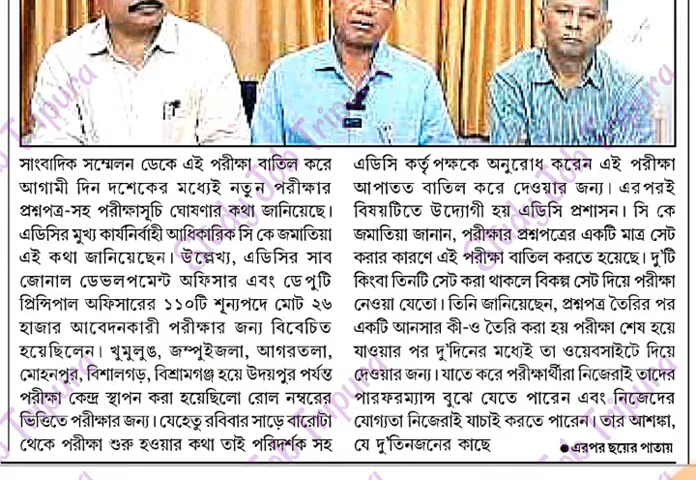 সাংবাদিক সম্মেলন ডেকে এই পরীক্ষা বাতিল করে
আগামী দিন দশেকের মধ্যেই নতুন পরীক্ষার
প্রশ্নপত্র-সহ পরীক্ষাসূচি ঘোষণার কথা জানিয়েছে।
এডিসির মুখ্য কার্যনির্বাহী আধিকারিক সি কে জমাতিয়া
এই কথা জানিয়েছেন। উল্লেখ্য, এডিসির সাব
জোনাল ডেভলপমেন্ট অফিসার এবং ডেপুটি
প্রিন্সিপাল অফিসারের ১১০টি শূন্যপদে মোট ২৬
হাজার আবেদনকারী পরীক্ষার জন্য বিবেচিত
হয়েছিলেন। খুমুলুঙ, জম্পুইজলা, আগরতলা,
মোহনপুর, বিশালগড়, বিশ্রামগঞ্জ হয়ে উদয়পুর পর্যন্ত
পরীক্ষা কেন্দ্র স্থাপন করা হয়েছিলো রোল নম্বরের
ভিত্তিতে পরীক্ষার জন্য। যেহেতু রবিবার সাড়ে বারোটা
থেকে পরীক্ষা শুরু হওয়ার কথা তাই পরিদর্শক সহ
এডিসি কর্তৃপক্ষকে অনুরোধ করেন এই পরীক্ষা
আপাতত বাতিল করে দেওয়ার জন্য। এরপরই
বিষয়টিতে উদ্যোগী হয় এডিসি প্রশাসন। সি কে
জমাতিয়া জানান, পরীক্ষার প্রশ্নপত্রের একটি মাত্র সেট
করার কারণে এই পরীক্ষা বাতিল করতে হয়েছে। দু'টি
কিংবা তিনটি সেট করা থাকলে বিকল্প সেট দিয়ে পরীক্ষা
নেওয়া যেতো। তিনি জানিয়েছেন, প্রশ্নপত্র তৈরির পর
একটি আনসার কী-ও তৈরি করা হয় পরীক্ষা শেষ হয়ে
যাওয়ার পর দু'দিনের মধ্যেই তা ওয়েবসাইটে দিয়ে
দেওয়ার জন্য। যাতে করে পরীক্ষার্থীরা নিজেরাই তাদের
পারফরম্যান্স বুঝে যেতে পারেন এবং নিজেদের
যোগ্যতা নিজেরাই যাচাই করতে পারেন। তার আশঙ্কা,
যে দু'তিনজনের কাছে
● এরপর ছয়ের পাতায়
Study Job Tripura